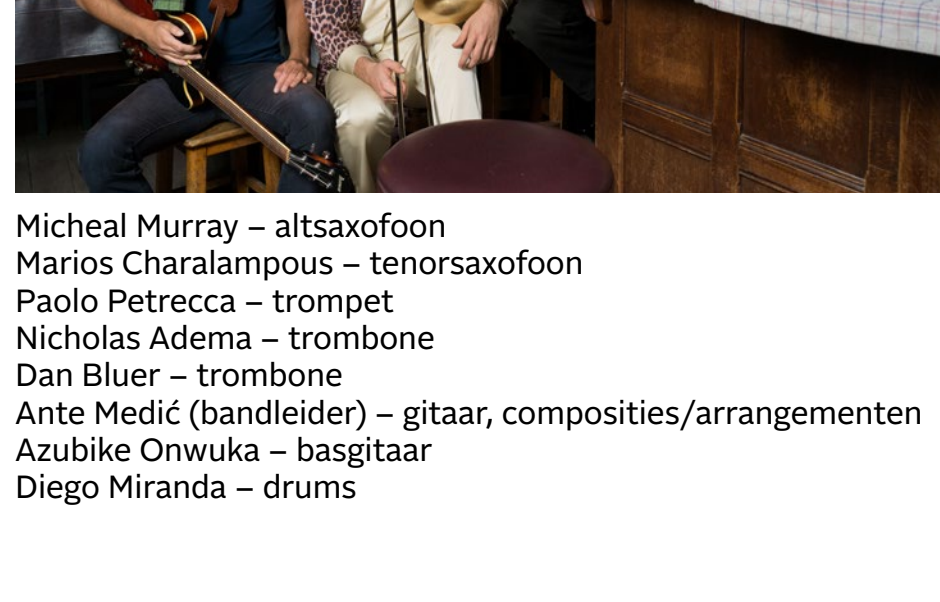 Micheal Murray – altsaxofoon
Marios Charalampous – tenorsaxofoon
Paolo Petrecca – trompet
Nicholas Adema – trombone
Dan Bluer – trombone
Ante Medić (bandleider) – gitaar, composities/arrangementen
Azubike Onwuka – basgitaar
Diego Miranda – drums